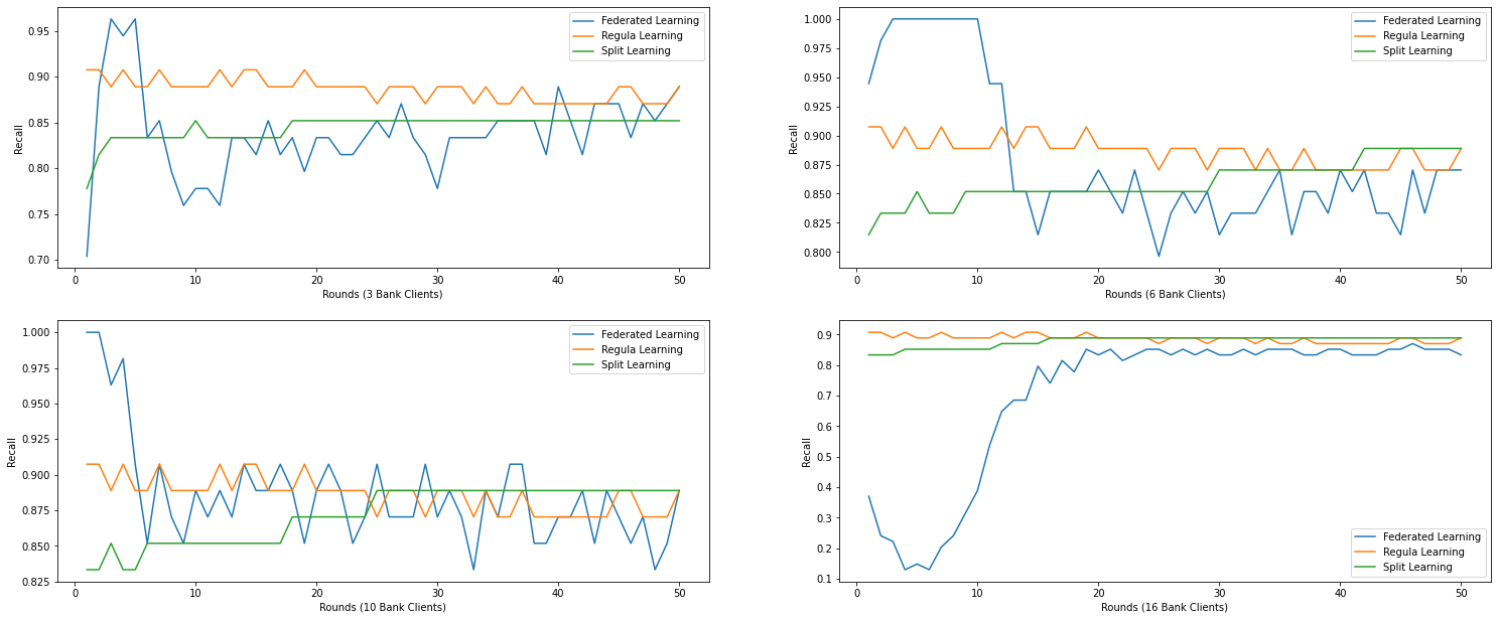 Federated Learning
Regula Learning
Split Learning
0.95
0.90
0.85
0.80
0.75
0.70
Recall
0 10 20 30 40 50
Rounds (3 Bank Clients)
Federated Learning
Regula Learning
Split Learning
1.000
0.975
0.950
0.925
0.900
0.875
0.850
0.825
0.800
Recall
0 10 20 30 40 50
Rounds (6 Bank Clients)
Federated Learning
Regula Learning
Split Learning
1.000
0.975
0.950
0.925
0.900
0.875
0.850
0.825
Recall
0 10 20 30 40 50
Rounds (10 Bank Clients)
0.9
0.8
0.7
0.6
0.5
0.4
0.3
0.2
0.1
Recall
Federated Learning
Regula Learning
Split Learning
0 10 20 30 40 50
Rounds (16 Bank Clients)